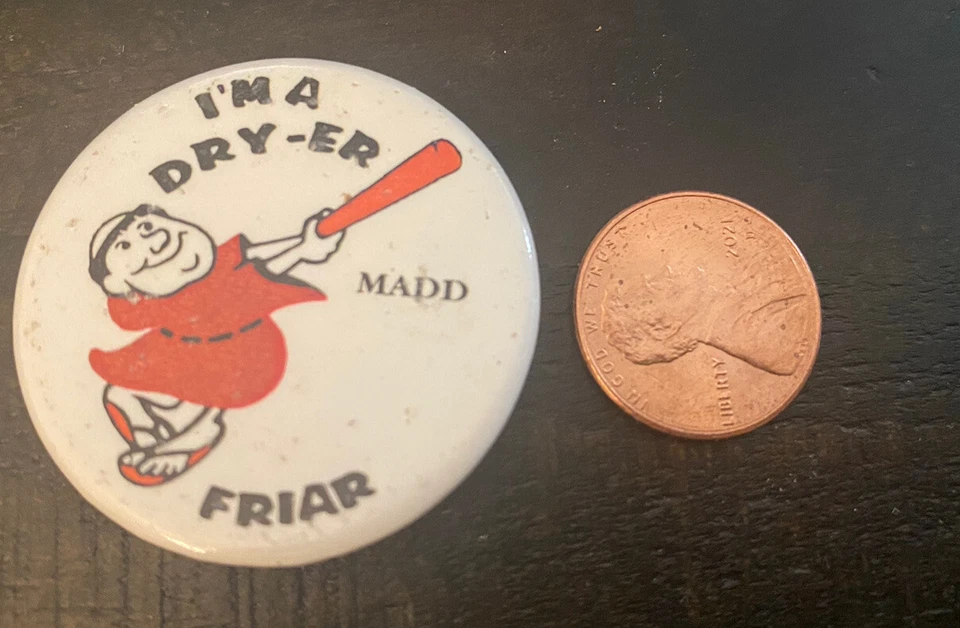 I'M A
DRY-ER
MADD
FRIAR
IN GOD WE TRUST
LIBERTY
2021